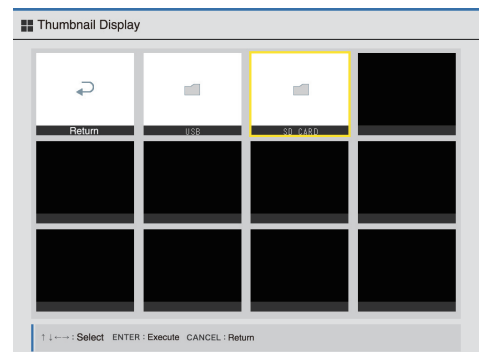 Thumbnail Display
Return
USB
SD CARD
↑↓←→ : Select ENTER : Execute CANCEL : Return